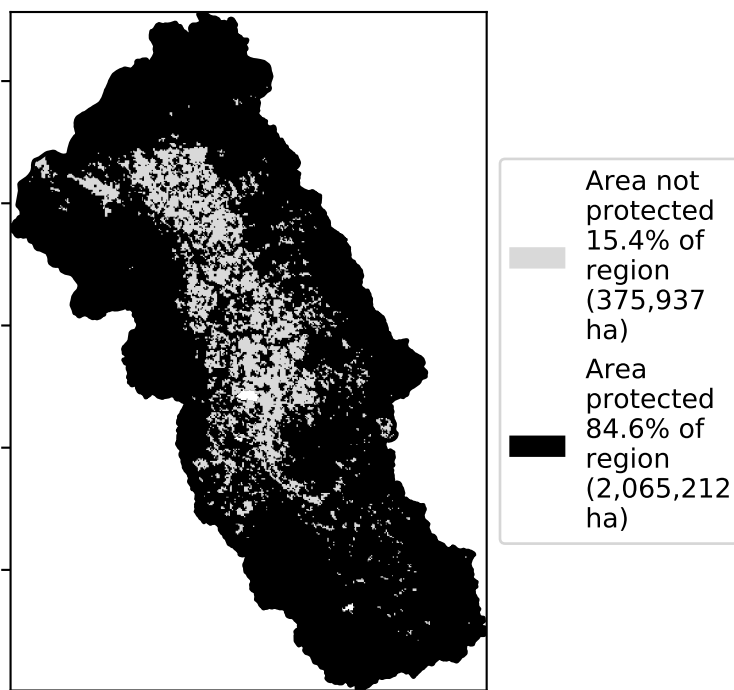 Area not
protected
15.4% of
region
(375,937
ha)
Area
protected
84.6% of
region
(2,065,212
ha)